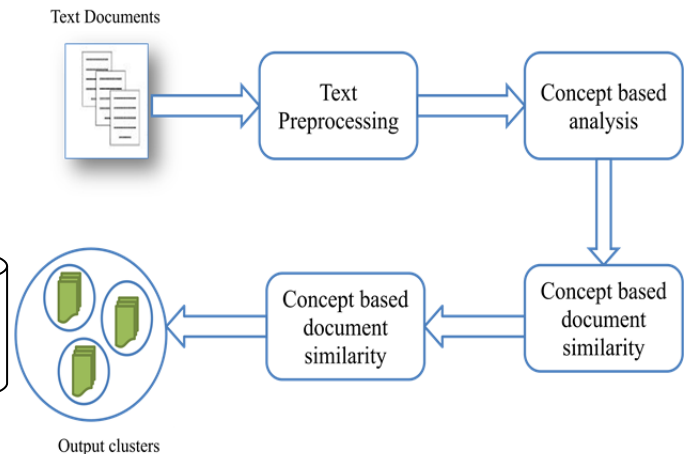 Text Documents
Text
Preprocessing
Concept based
analysis
Concept based
document
similarity
Concept based
document
similarity
Output clusters